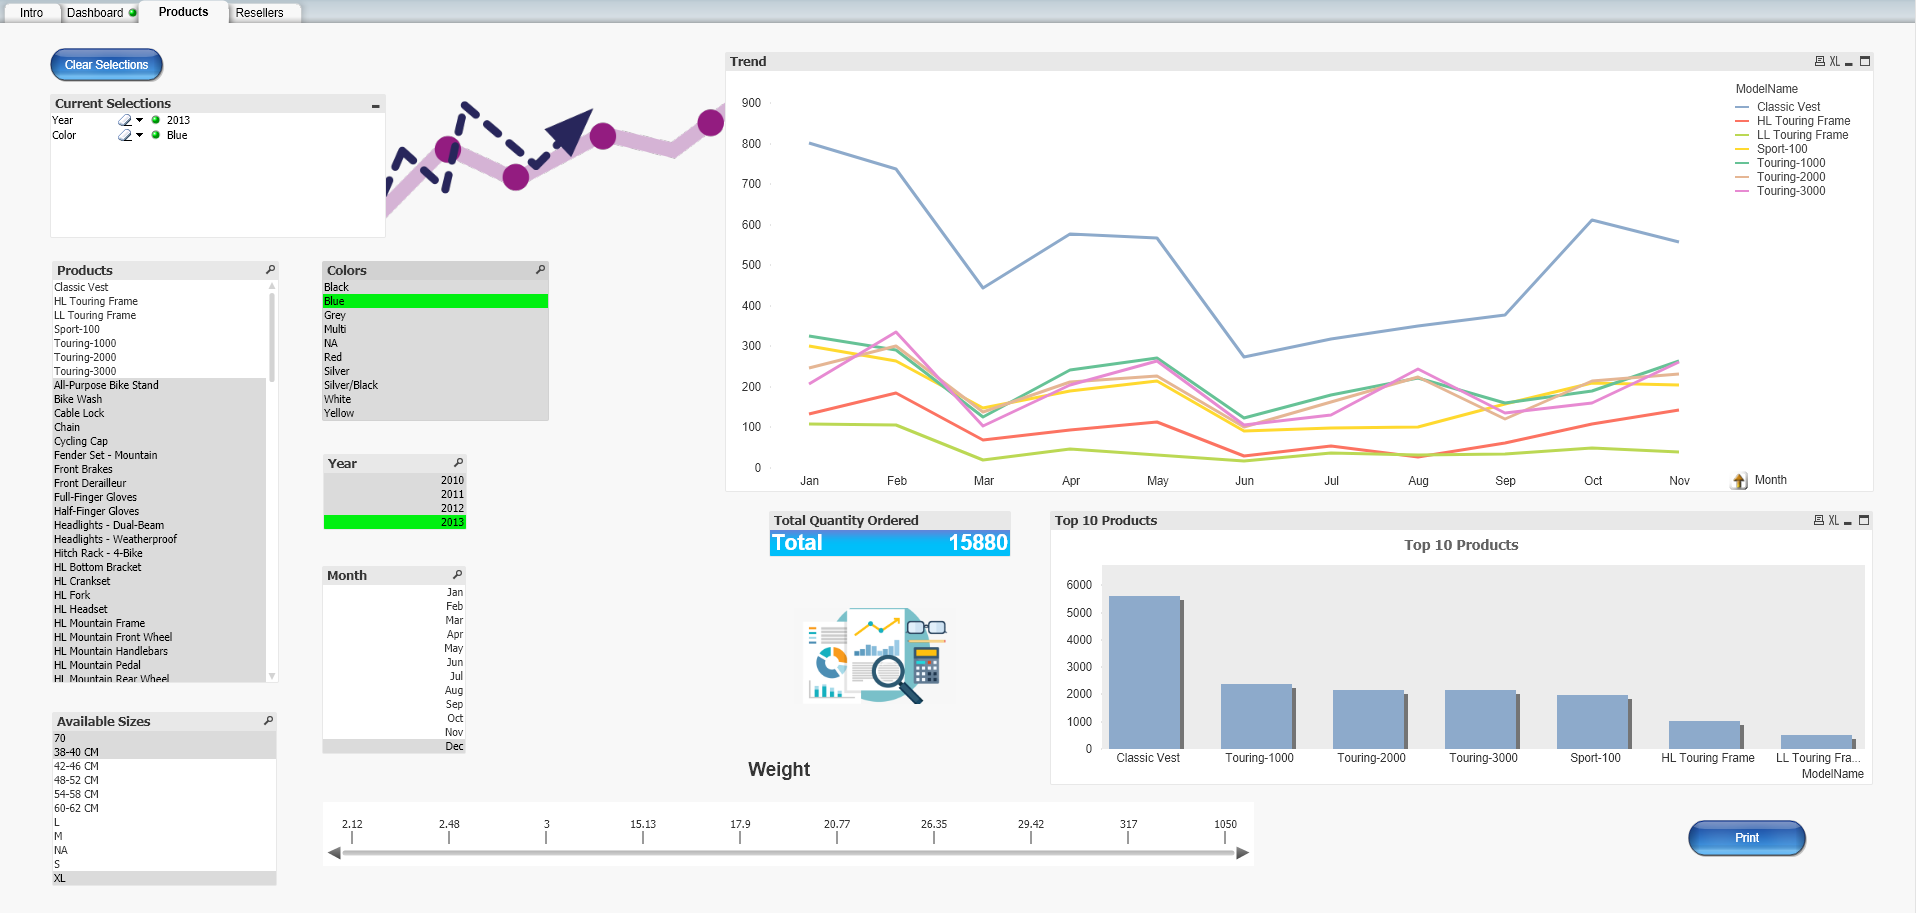 Intro
Dashboard
Products
Resellers
Clear Selections
Current Selections
Year 2013
Color Blue
Products
Classic Vest
HL Touring Frame
LL Touring Frame
Sport-100
Touring-1000
Touring-2000
Touring-3000
All-Purpose Bike Stand
Bike Wash
Cable Lock
Chain
Cycling Cap
Fender Set - Mountain
Front Brakes
Front Derailleur
Full-Finger Gloves
Half-Finger Gloves
Headlights - Dual-Beam
Headlights - Weatherproof
Hitch Rack - 4-Bike
HL Bottom Bracket
HL Crankset
HL Fork
HL Headset
HL Mountain Frame
HL Mountain Front Wheel
HL Mountain Handlebars
HL Mountain Pedal
HL Mountain Rear Wheel
Available Sizes
70
38-40 CM
42-46 CM
48-52 CM
54-58 CM
60-62 CM
L
M
NA
S
XL
Colors
Black
Blue
Grey
Multi
NA
Red
Silver
Silver/Black
White
Yellow
Year
2010
2011
2012
2013
Month
Jan
Feb
Mar
Apr
May
Jun
Jul
Aug
Sep
Oct
Nov
Dec
Trend
XL
900
800
700
600
500
400
300
200
100
0
Jan Feb Mar Apr May Jun Jul Aug Sep Oct Nov
Month
ModelName
Classic Vest
HL Touring Frame
LL Touring Frame
Sport-100
Touring-1000
Touring-2000
Touring-3000
Total Quantity Ordered
Total 15880
Top 10 Products
XL
Top 10 Products
6000
5000
4000
3000
2000
1000
0
Classic Vest Touring-1000 Touring-2000 Touring-3000 Sport-100 HL Touring Frame LL Touring Fra...
ModelName
Weight
2.12 2.48 3 15.13 17.9 20.77 26.35 29.42 317 1050
Print